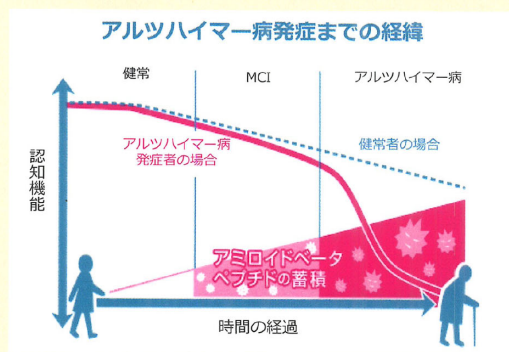 アルツハイマー病発症までの経緯
健常
MCI
アルツハイマー病
認知機能
アルツハイマー病
発症者の場合
健常者の場合
アミロイドベータ
ペプチドの蓄積
時間の経過